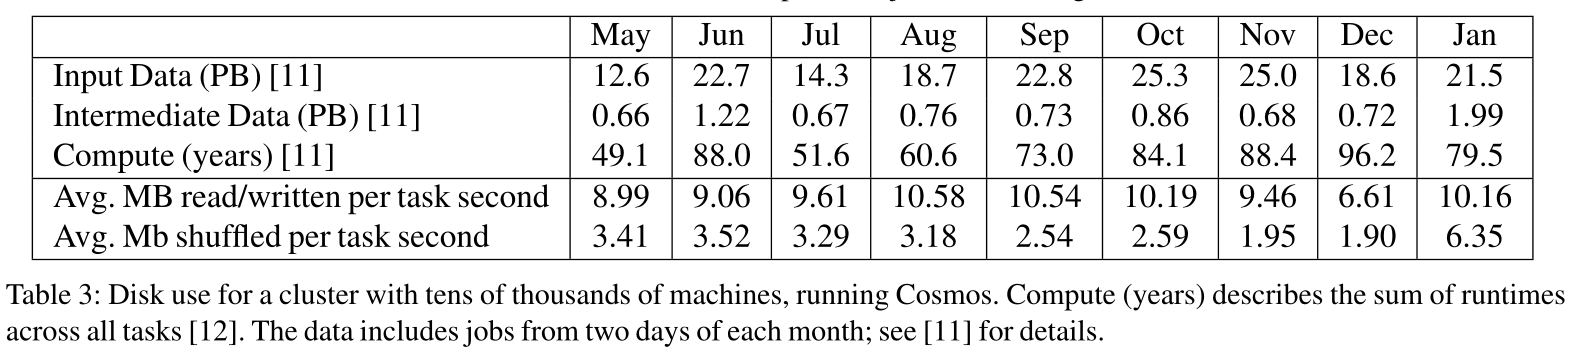 May Jun Jul Aug Sep Oct Nov Dec Jan
Input Data (PB) [11] 12.6 22.7 14.3 18.7 22.8 25.3 25.0 18.6 21.5
Intermediate Data (PB) [11] 0.66 1.22 0.67 0.76 0.73 0.86 0.68 0.72 1.99
Compute (years) [11] 49.1 88.0 51.6 60.6 73.0 84.1 88.4 96.2 79.5
Avg. MB read/written per task second 8.99 9.06 9.61 10.58 10.54 10.19 9.46 6.61 10.16
Avg. Mb shuffled per task second 3.41 3.52 3.29 3.18 2.54 2.59 1.95 1.90 6.35
Table 3: Disk use for a cluster with tens of thousands of machines, running Cosmos. Compute (years) describes the sum of runtimes
across all tasks [12]. The data includes jobs from two days of each month; see [11] for details.